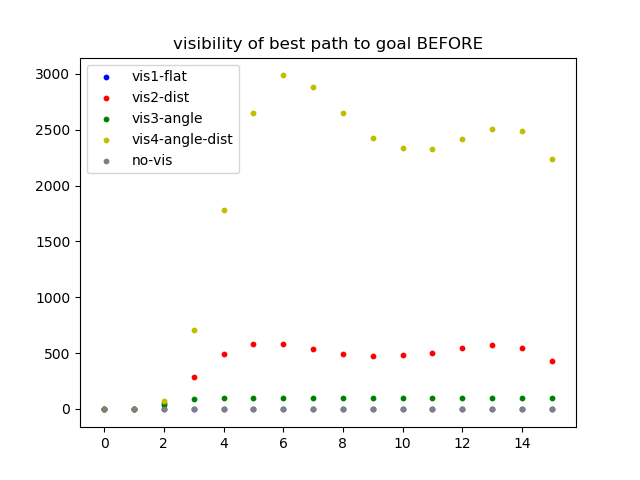 visibility of best path to goal BEFORE
3000
2500
2000
1500
1000
500
0
vis1-flat
vis2-dist
vis3-angle
vis4-angle-dist
no-vis
0 2 4 6 8 10 12 14